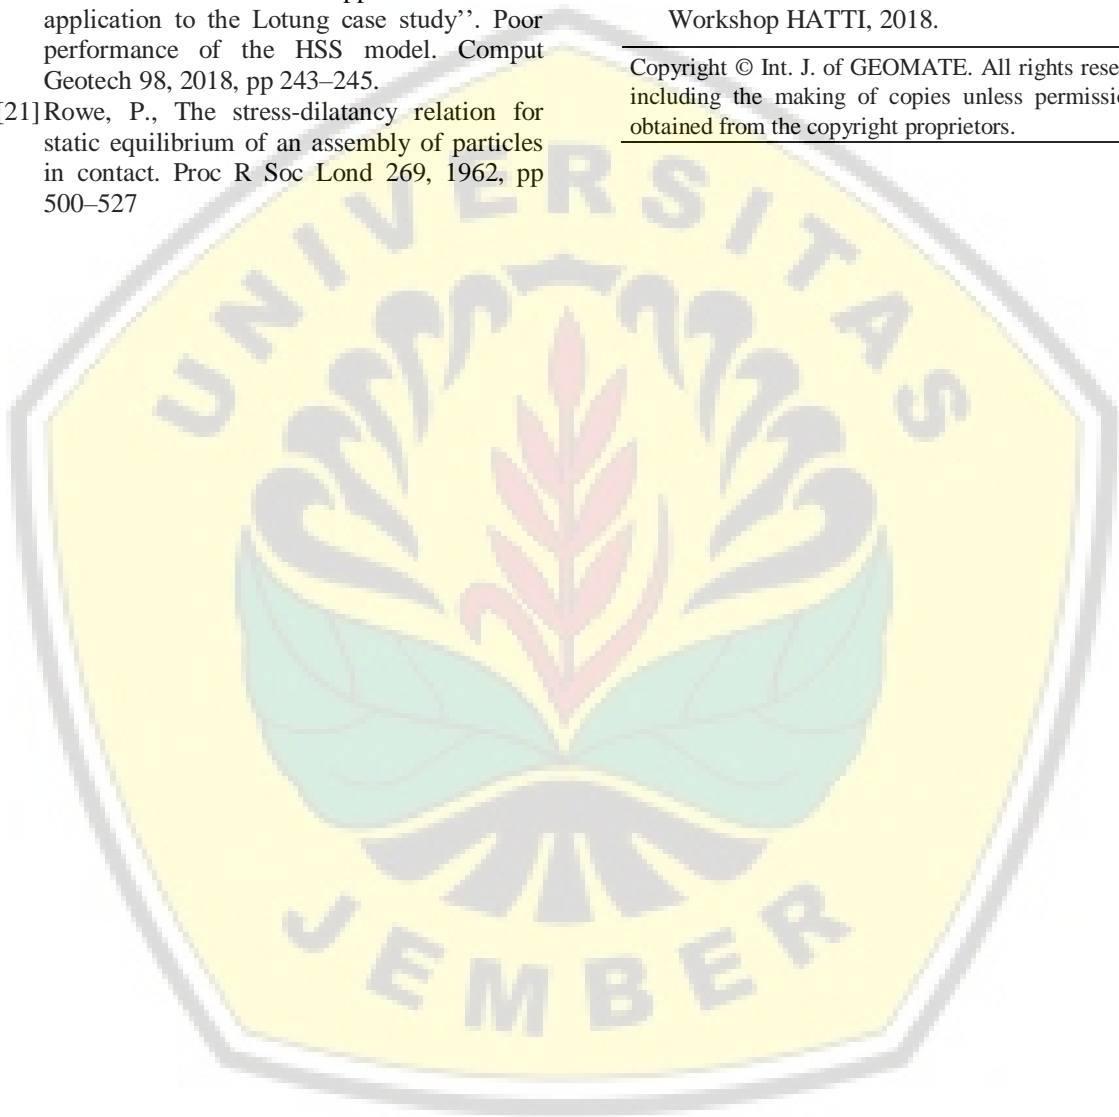 application to the Lotung case study’’. Poor
performance of the HSS model. Comput
Geotech 98, 2018, pp 243–245.
[21] Rowe, P., The stress-dilatancy relation for
static equilibrium of an assembly of particles
in contact. Proc R Soc Lond 269, 1962, pp
500–527
Workshop HATTI, 2018.
Copyright © Int. J. of GEOMATE. All rights rese
including the making of copies unless permissi
obtained from the copyright proprietors.
UNIVERSITAS
JEMBER